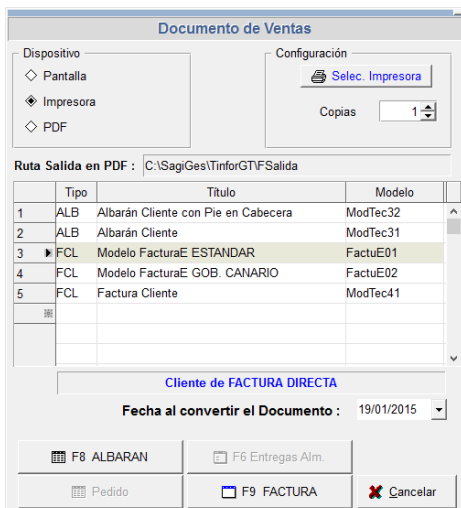 Documento de Ventas
Dispositivo
Pantalla
Impresora
PDF
Configuración
Selec. Impresora
Copias 1
Ruta Salida en PDF : C:\SagiGes\TinforGT\FSalida
Tipo Título Modelo
1 ALB Albarán Cliente con Pie en Cabecera ModTec32
2 ALB Albarán Cliente ModTec31
3 FCL Modelo FacturaE ESTANDAR FactuE01
4 FCL Modelo FacturaE GOB. CANARIO FactuE02
5 FCL Factura Cliente ModTec41
Cliente de FACTURA DIRECTA
Fecha al convertir el Documento : 19/01/2015
F8 ALBARAN F6 Entregas Alm.
Pedido F9 FACTURA Cancelar